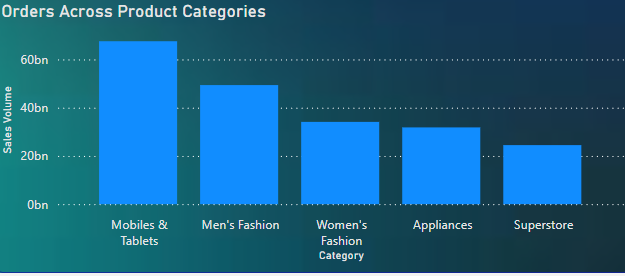 Orders Across Product Categories
Sales Volume
60bn
40bn
20bn
0bn
Mobiles &
Tablets
Men's Fashion
Women's
Fashion
Appliances
Superstore
Category